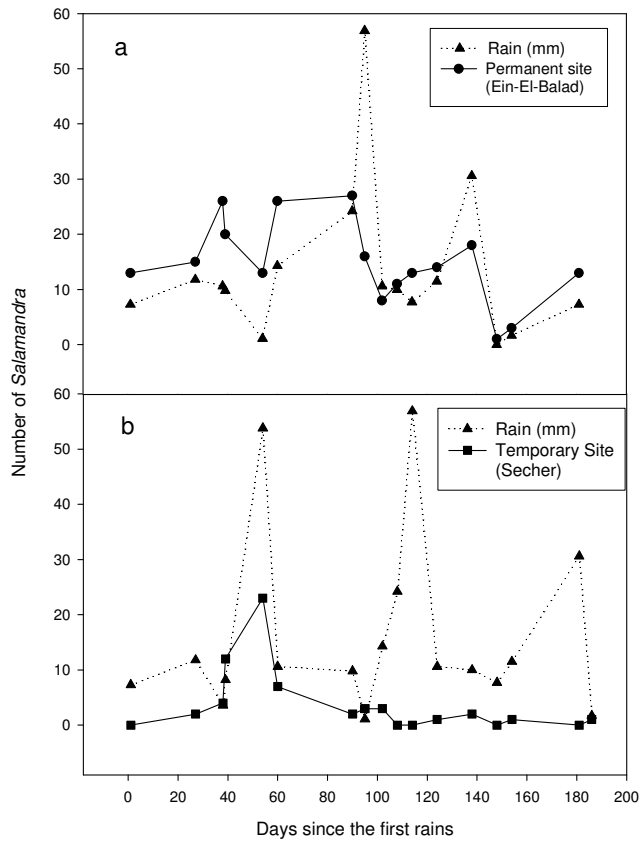 60
50
40
30
20
10
0
a
Rain (mm)
Permanent site
(Ein-El-Balad)
Number of Salamandra
60
50
40
30
20
10
0
b
Rain (mm)
Temporary Site
(Secher)
0 20 40 60 80 100 120 140 160 180 200
Days since the first rains